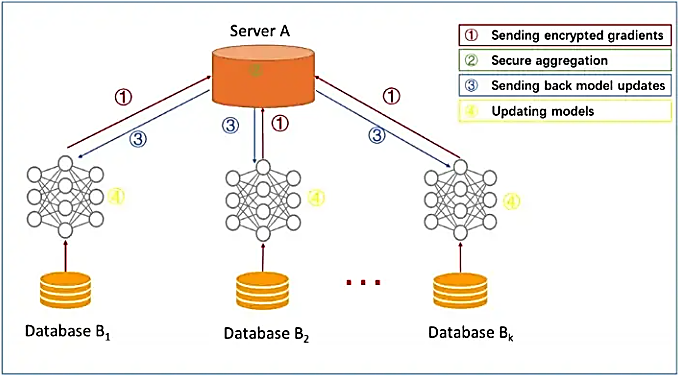 Server A
① Sending encrypted gradients
② Secure aggregation
③ Sending back model updates
④ Updating models
②
① ③
③ ①
① ③
④
④
④
...
Database B₁
Database B₂
Database Bₖ